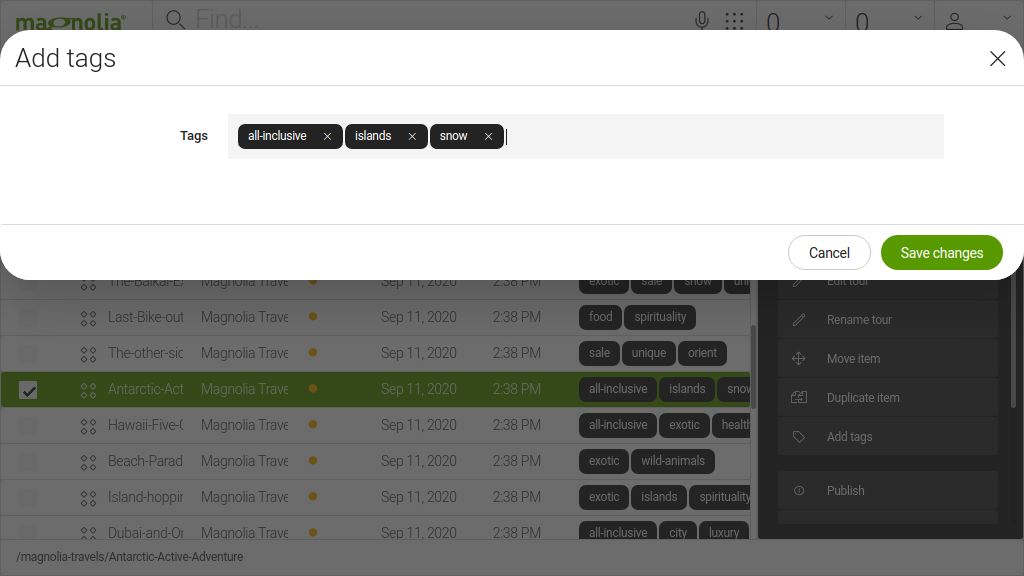 magnolia
Find...
0
0
Add tags
Tags all-inclusive islands snow
Cancel Save changes
The-Baikal-E Magnolia Trave Sep 11, 2020 2:38 PM exotic sale snow uni Edit tour
Last-Bike-out Magnolia Trave Sep 11, 2020 2:38 PM food spirituality Rename tour
The-other-sid Magnolia Trave Sep 11, 2020 2:38 PM sale unique orient Move item
Antarctic-Act Magnolia Trave Sep 11, 2020 2:38 PM all-inclusive islands snow Duplicate item
Hawaii-Five-0 Magnolia Trave Sep 11, 2020 2:38 PM all-inclusive exotic health Add tags
Beach-Parad Magnolia Trave Sep 11, 2020 2:38 PM exotic wild-animals
Island-hoppin Magnolia Trave Sep 11, 2020 2:38 PM exotic islands spirituality Publish
Dubai-and-Or Magnolia Trave Sep 11, 2020 2:38 PM all-inclusive city luxury
/magnolia-travels/Antarctic-Active-Adventure